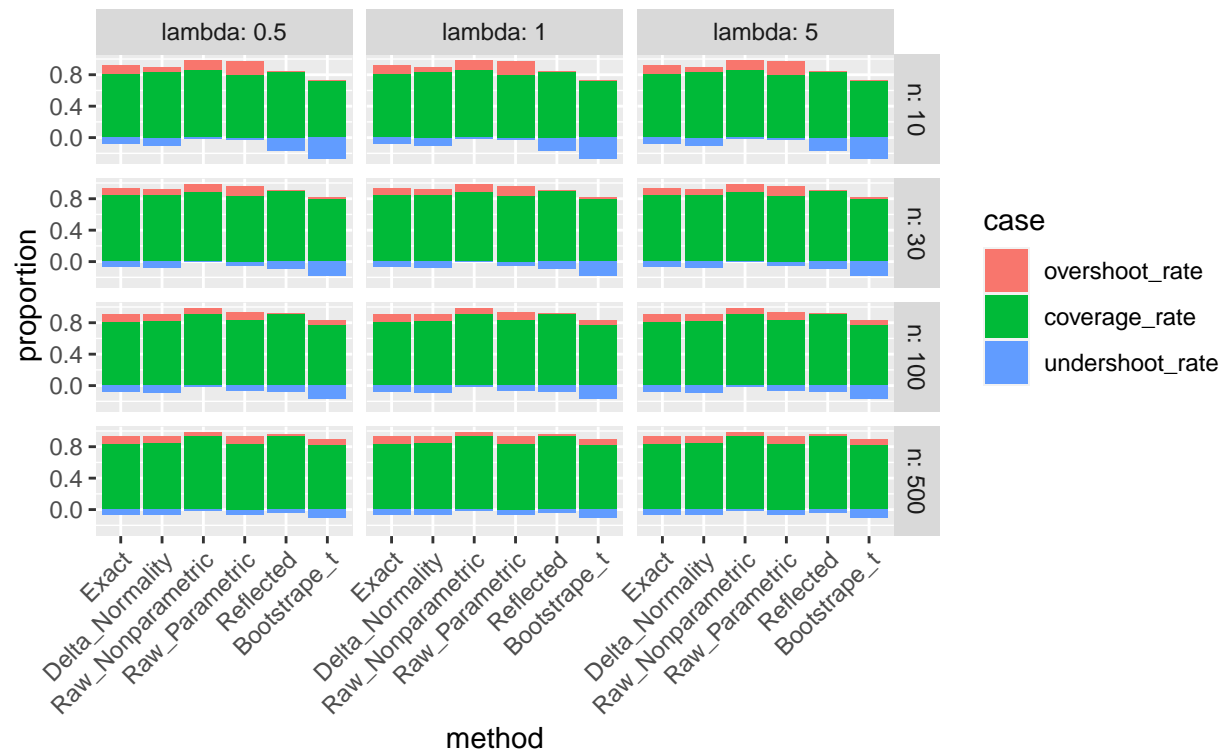 lambda: 0.5
lambda: 1
lambda: 5
proportion
0.8
0.4
0.0
n: 10
0.8
0.4
0.0
n: 30
0.8
0.4
0.0
n: 100
0.8
0.4
0.0
n: 500
Exact
Delta_Normality
Raw_Nonparametric
Raw_Parametric
Reflected
Bootstrape_t
Exact
Delta_Normality
Raw_Nonparametric
Raw_Parametric
Reflected
Bootstrape_t
Exact
Delta_Normality
Raw_Nonparametric
Raw_Parametric
Reflected
Bootstrape_t
method
case
overshoot_rate
coverage_rate
undershoot_rate